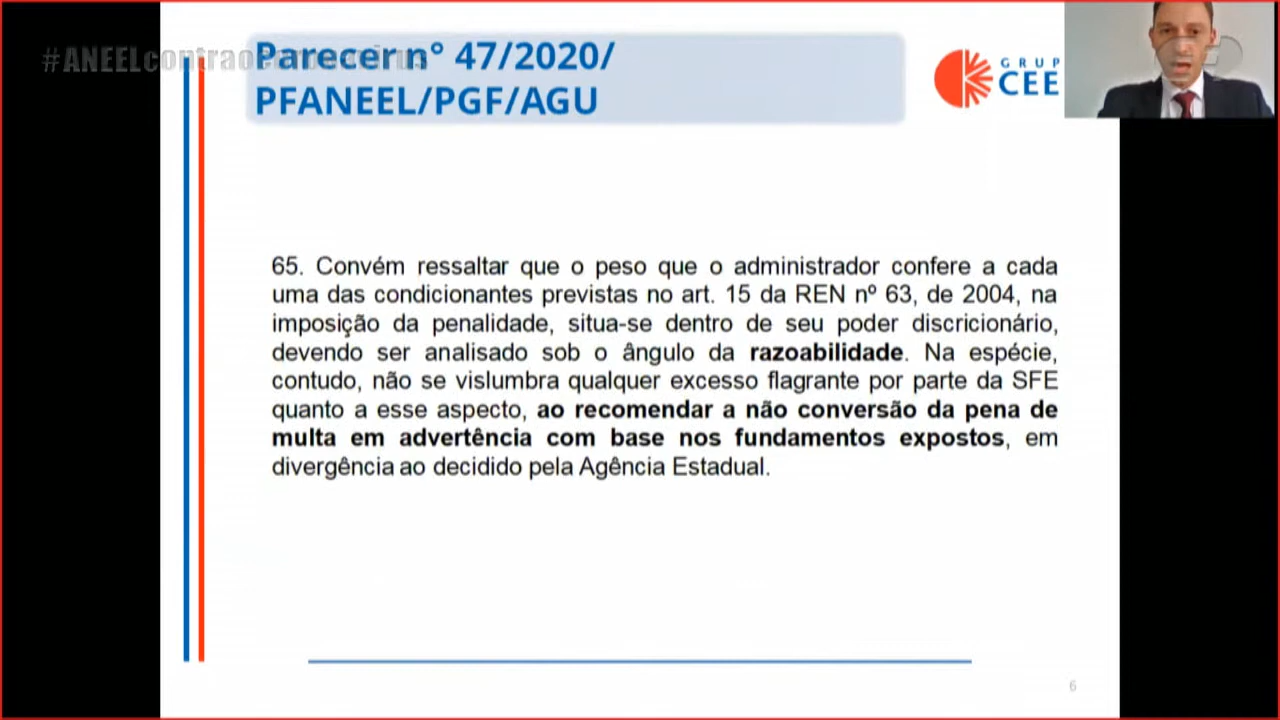 #ANEELcontraocoronavírus
Parecer n° 47/2020/
PFANEEL/PGF/AGU
GRUP
CEE
65. Convém ressaltar que o peso que o administrador confere a cada
uma das condicionantes previstas no art. 15 da REN nº 63, de 2004, na
imposição da penalidade, situa-se dentro de seu poder discricionário,
devendo ser analisado sob o ângulo da razoabilidade. Na espécie,
contudo, não se vislumbra qualquer excesso flagrante por parte da SFE
quanto a esse aspecto, ao recomendar a não conversão da pena de
multa em advertência com base nos fundamentos expostos, em
divergência ao decidido pela Agência Estadual.
6